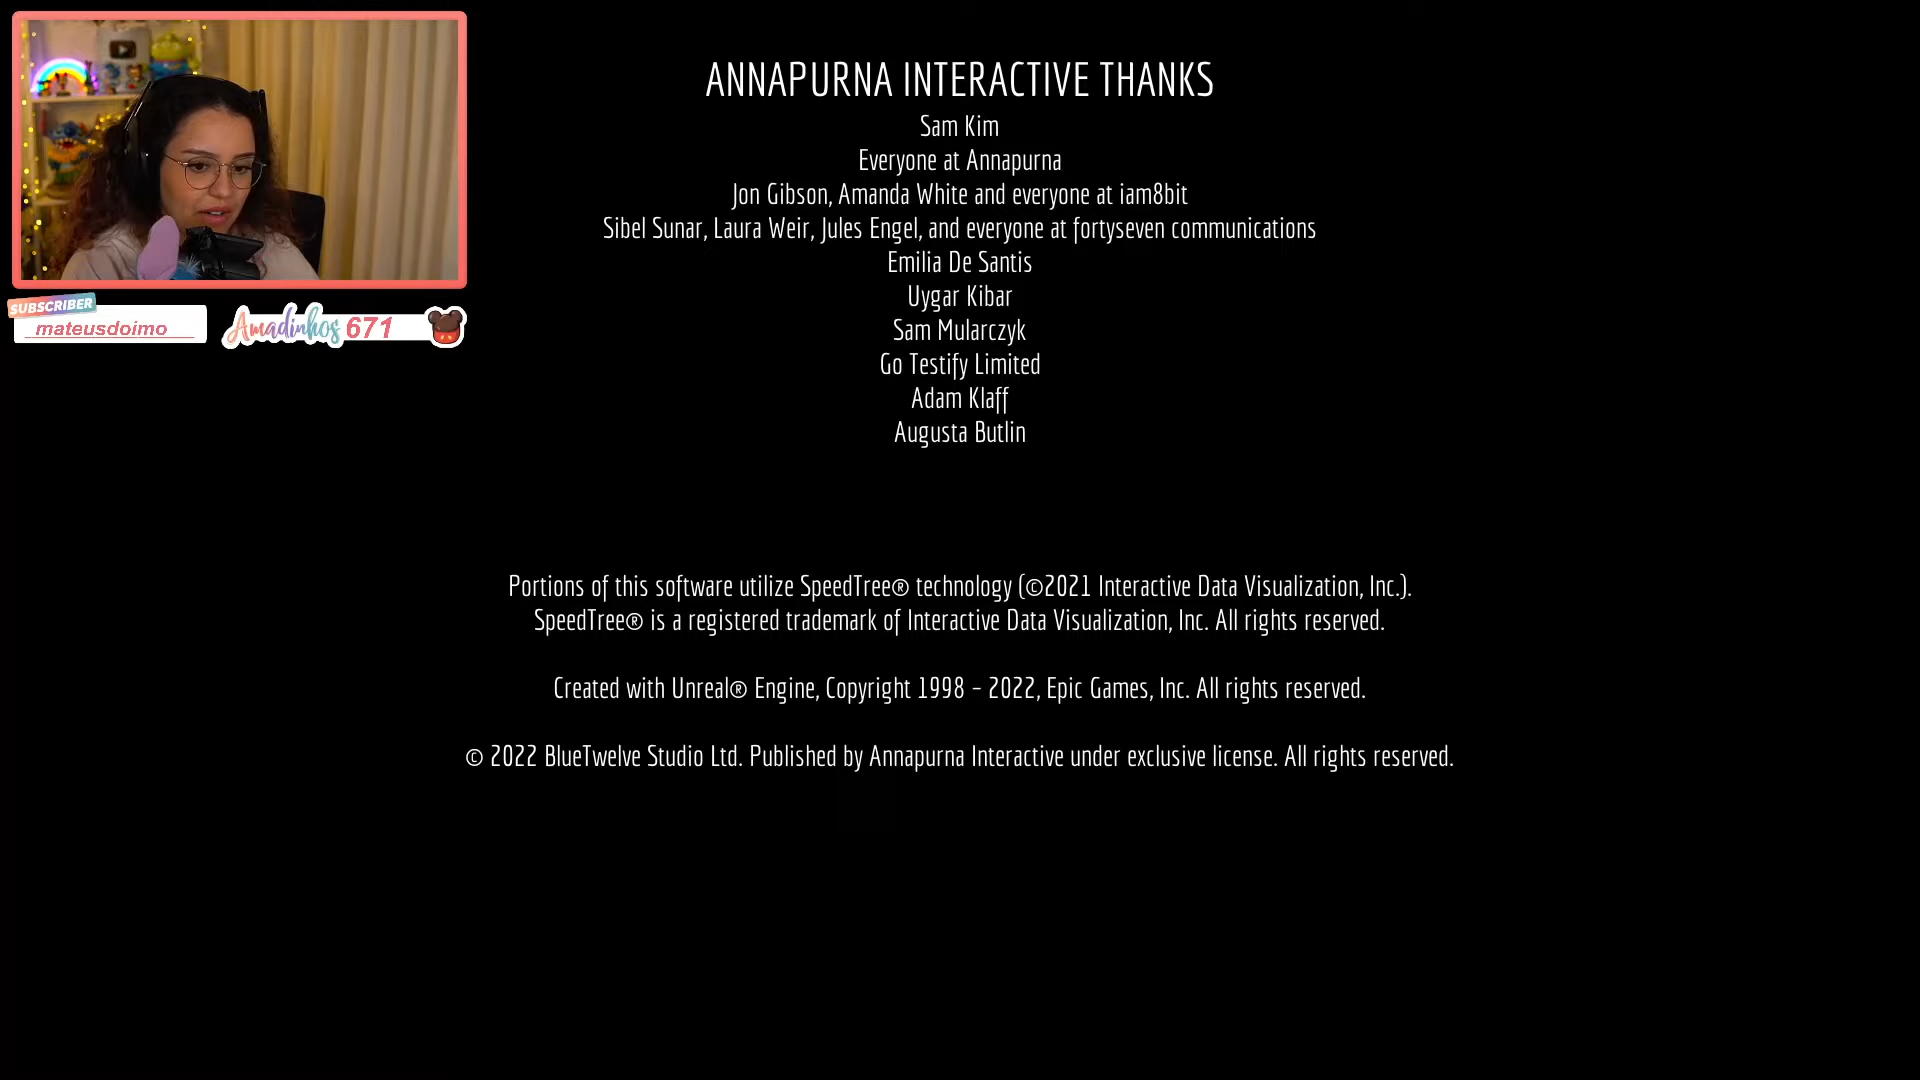 ANNAPURNA INTERACTIVE THANKS
Sam Kim
Everyone at Annapurna
Jon Gibson, Amanda White and everyone at iam8bit
Sibel Sunar, Laura Weir, Jules Engel, and everyone at fortyseven communications
Emilia De Santis
Uygar Kibar
SUBSCRIBER
mateusdoimo
Amadinhos 671
Sam Mularczyk
Go Testify Limited
Adam Klaff
Augusta Butlin
Portions of this software utilize SpeedTree® technology (©2021 Interactive Data Visualization, Inc.).
SpeedTree® is a registered trademark of Interactive Data Visualization, Inc. All rights reserved.
Created with Unreal® Engine, Copyright 1998 – 2022, Epic Games, Inc. All rights reserved.
© 2022 BlueTwelve Studio Ltd. Published by Annapurna Interactive under exclusive license. All rights reserved.